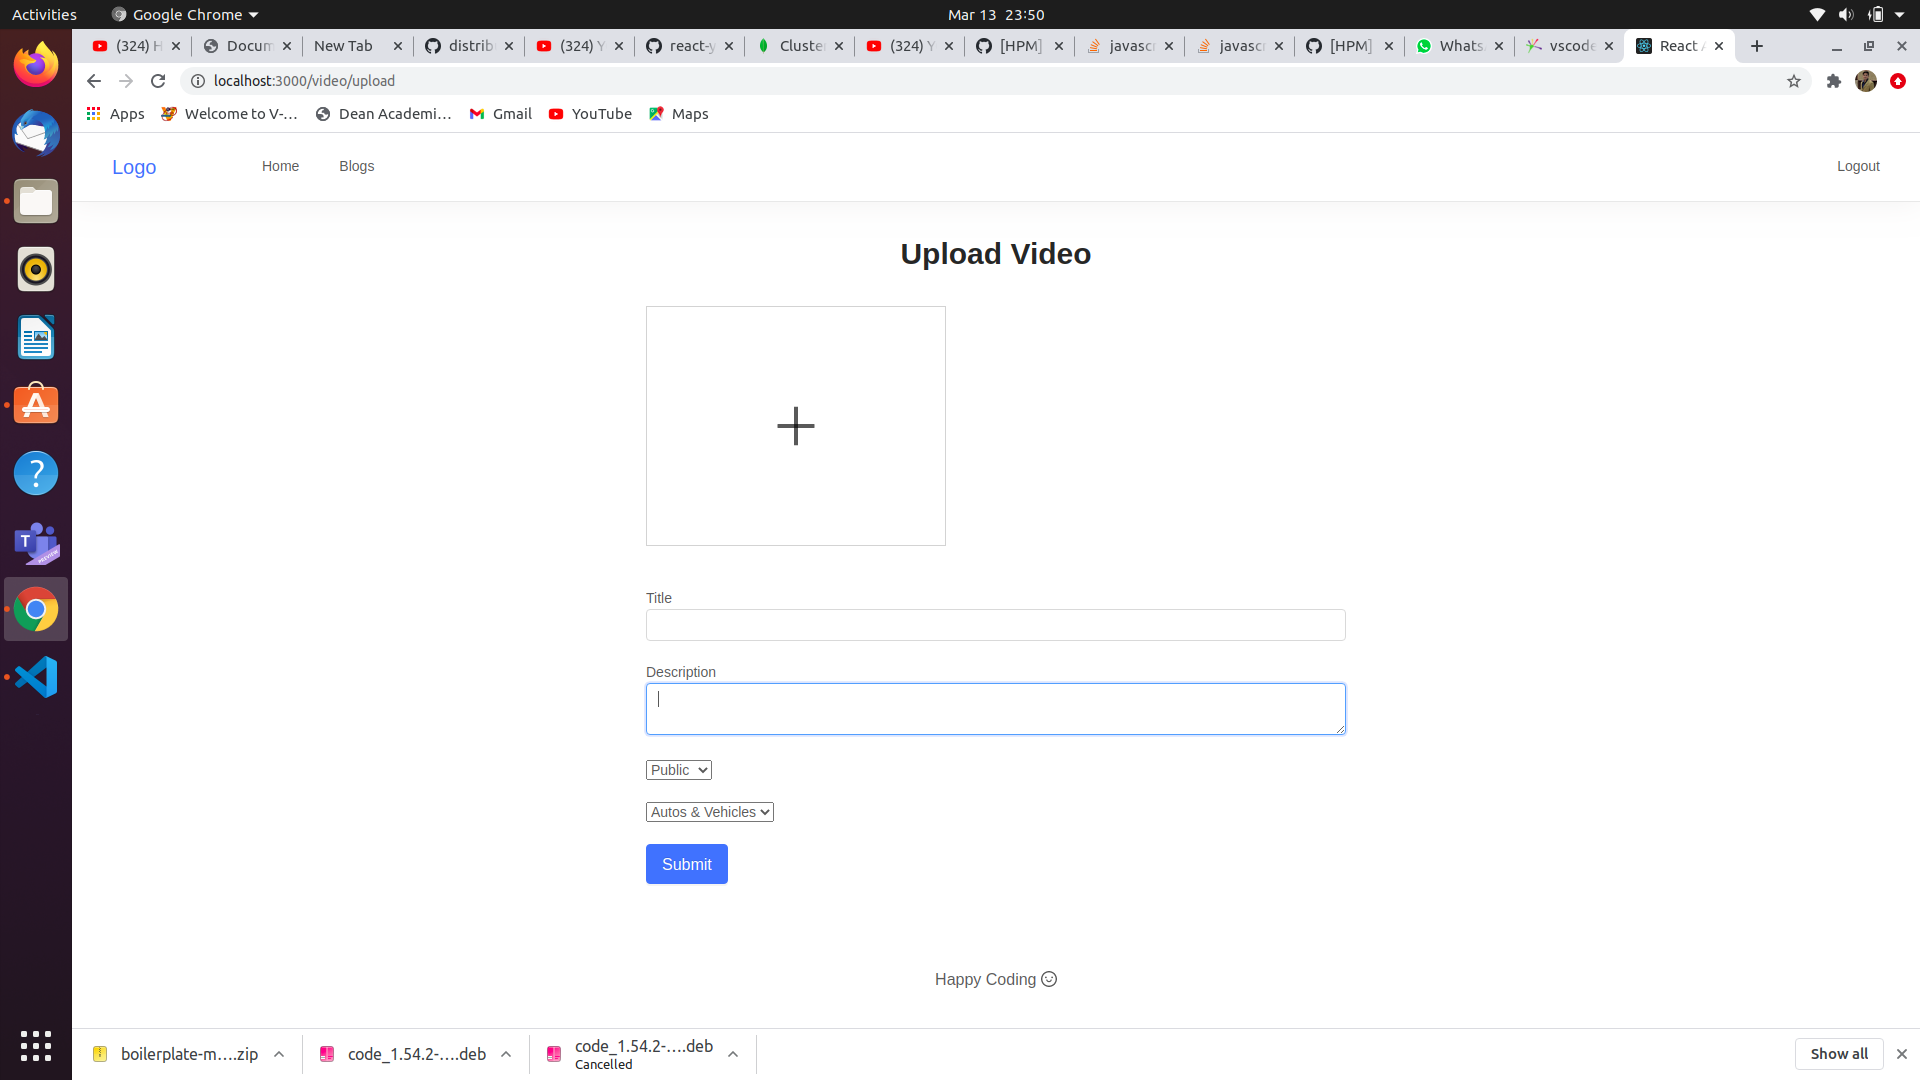 Activities Google Chrome Mar 13 23:50
(324) H Docum New Tab distrib (324) Y react-y Cluster (324) Y [HPM] javascr javascr [HPM] Whats vscode React A
localhost:3000/video/upload
Apps Welcome to V-... Dean Academi... Gmail YouTube Maps
Logo Home Blogs Logout
Upload Video
Title
Description
Public
Autos & Vehicles
Submit
Happy Coding
boilerplate-m....zip code_1.54.2-....deb code_1.54.2-....deb Show all
Cancelled